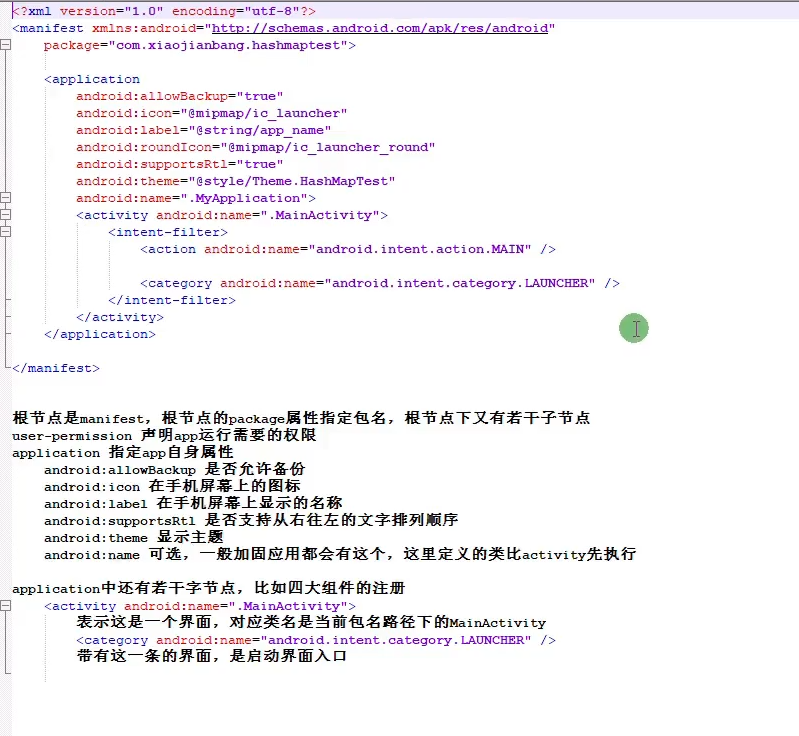 <?xml version="1.0" encoding="utf-8"?>
<manifest xmlns:android="http://schemas.android.com/apk/res/android"
    package="com.xiaojianbang.hashmaptest">
    <application
        android:allowBackup="true"
        android:icon="@mipmap/ic_launcher"
        android:label="@string/app_name"
        android:roundIcon="@mipmap/ic_launcher_round"
        android:supportsRtl="true"
        android:theme="@style/Theme.HashMapTest"
        android:name=".MyApplication">
        <activity android:name=".MainActivity">
            <intent-filter>
                <action android:name="android.intent.action.MAIN" />
                <category android:name="android.intent.category.LAUNCHER" />
            </intent-filter>
        </activity>
    </application>
</manifest>
根节点是manifest，根节点的package属性指定包名，根节点下又有若干子节点
user-permission 声明app运行需要的权限
application 指定app自身属性
    android:allowBackup 是否允许备份
    android:icon 在手机屏幕上的图标
    android:label 在手机屏幕上显示的名称
    android:supportsRtl 是否支持从右往左的文字排列顺序
    android:theme 显示主题
    android:name 可选，一般加固应用都会有这个，这里定义的类比activity先执行
application中还有若干字节点，比如四大组件的注册
    <activity android:name=".MainActivity">
        表示这是一个界面，对应类名是当前包名路径下的MainActivity
        <category android:name="android.intent.category.LAUNCHER" />
        带有这一条的界面，是启动界面入口